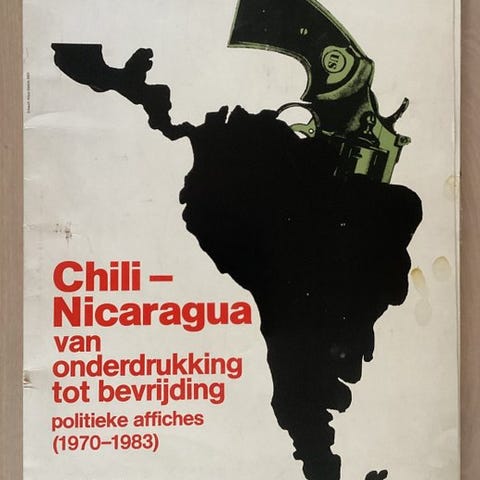 Chili –
Nicaragua
van
onderdrukking
tot bevrijding
politieke affiches
(1970–1983)